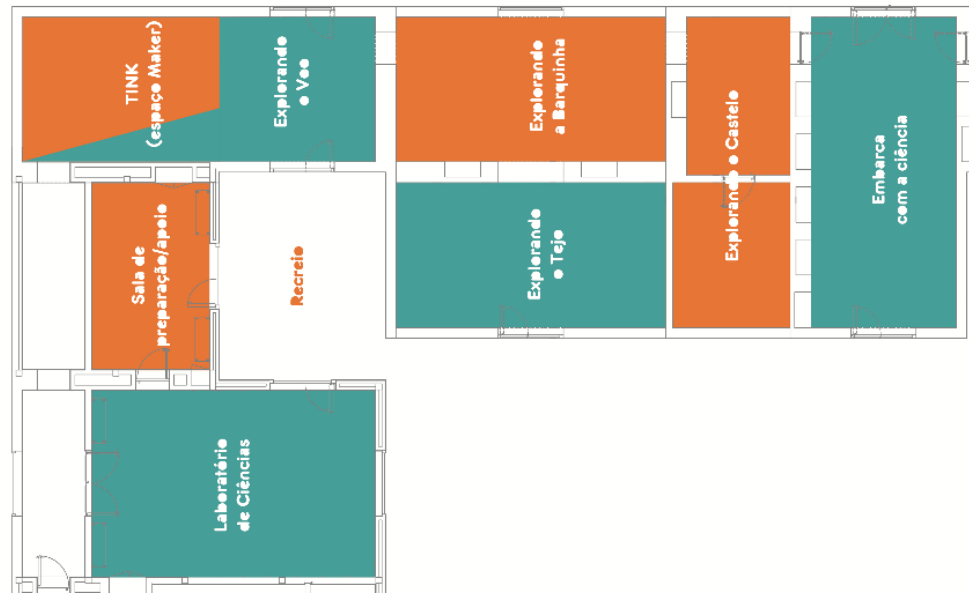 TINK
(espaço Maker)
Explorando
o Voo
Explorando
a Barquinha
Explorando o Castelo
Embarca
com a ciência
Sala de
preparação/apoio
Recreio
Explorando
o Tejo
Laboratório
de Ciências